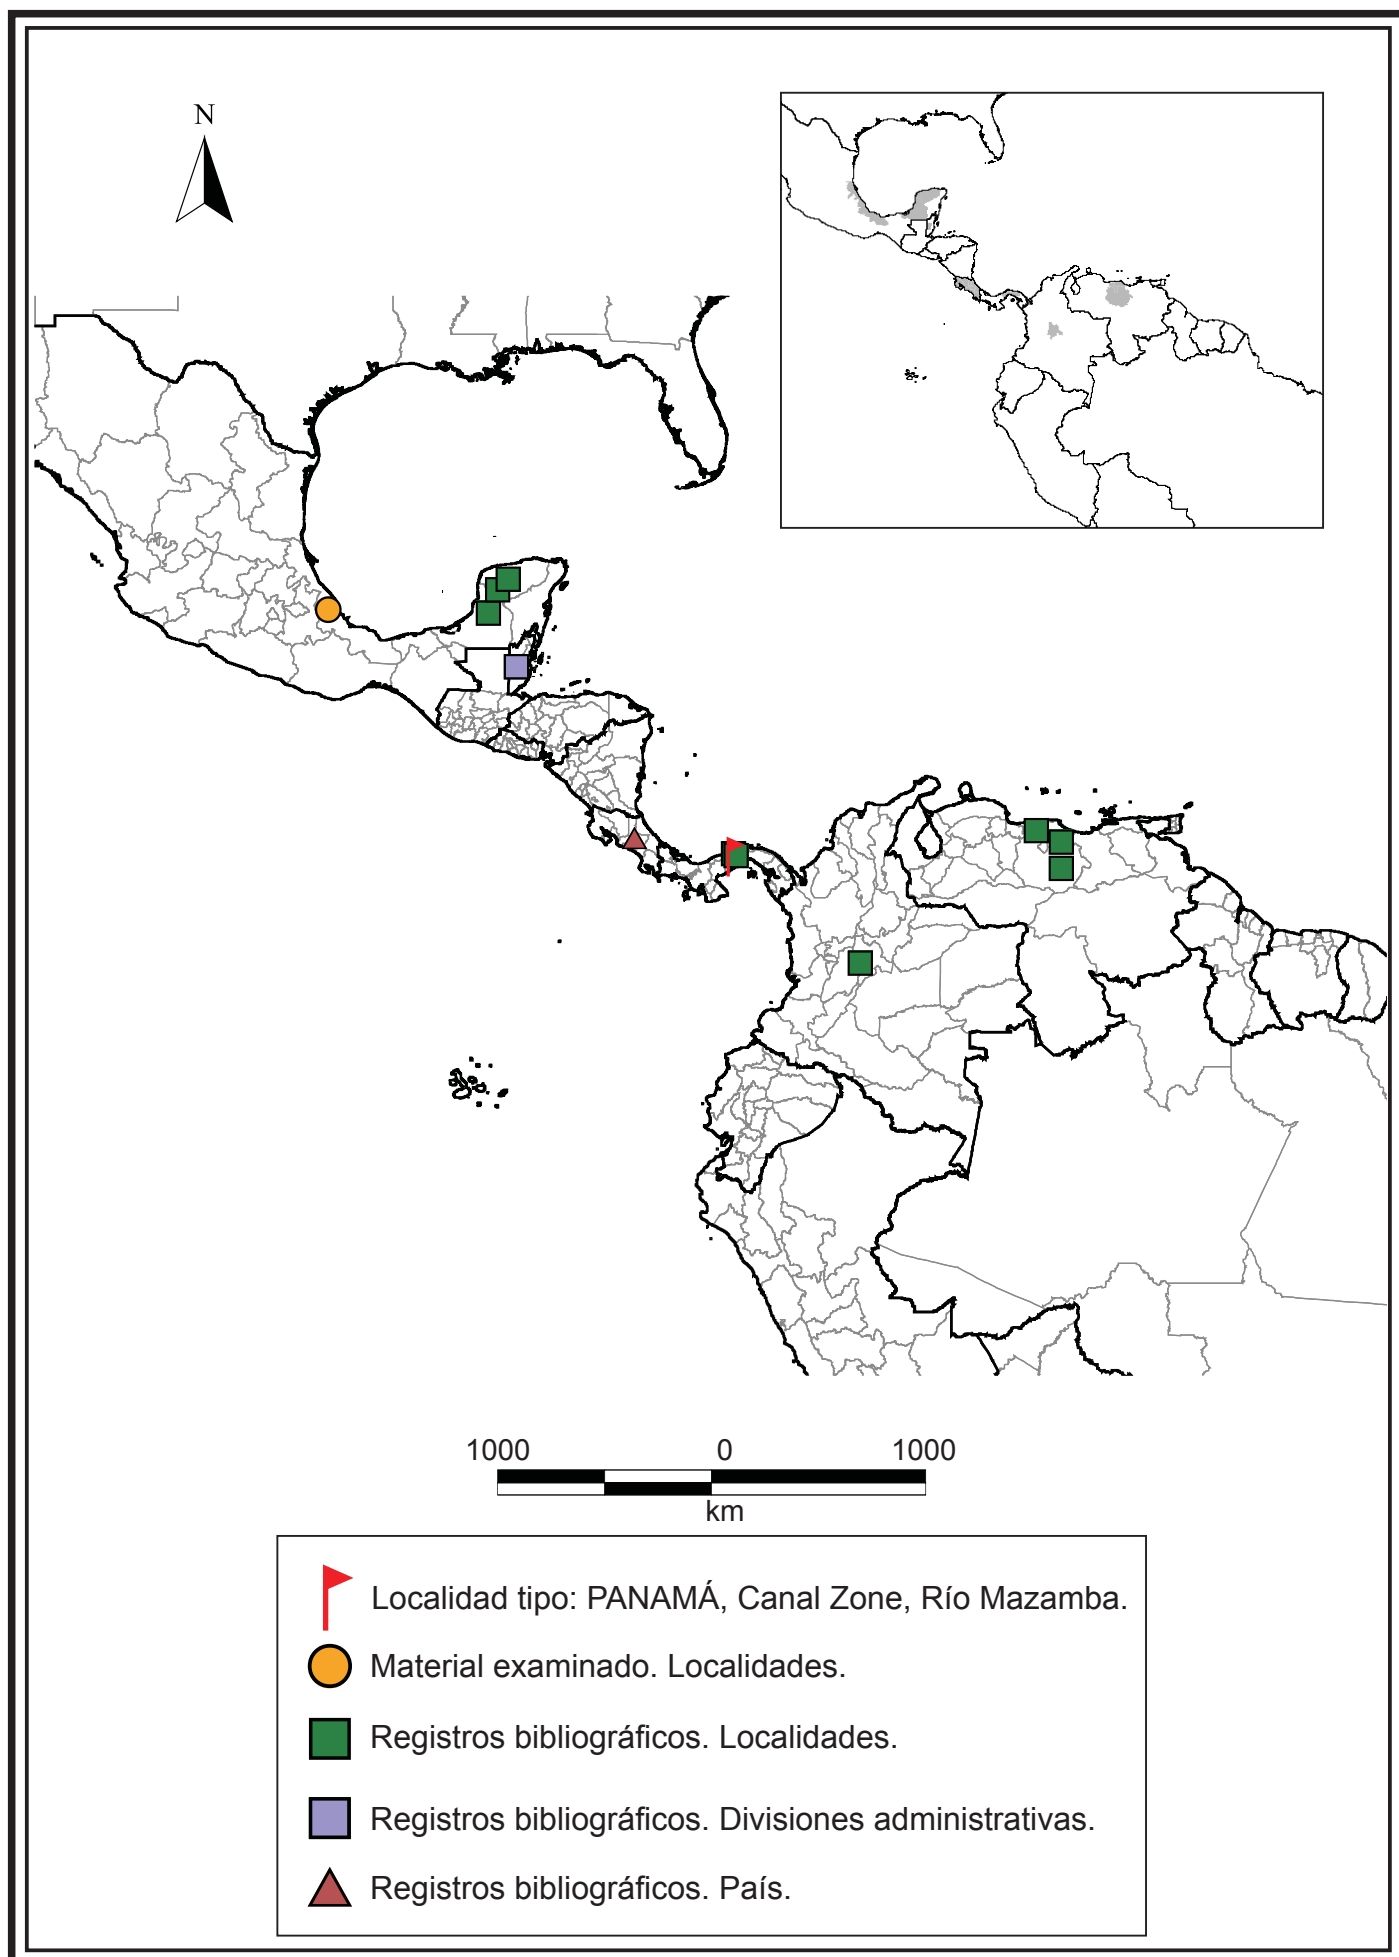 N
1000 0 1000
km
Localidad tipo: PANAMÁ, Canal Zone, Río Mazamba.
Material examinado. Localidades.
Registros bibliográficos. Localidades.
Registros bibliográficos. Divisiones administrativas.
Registros bibliográficos. País.